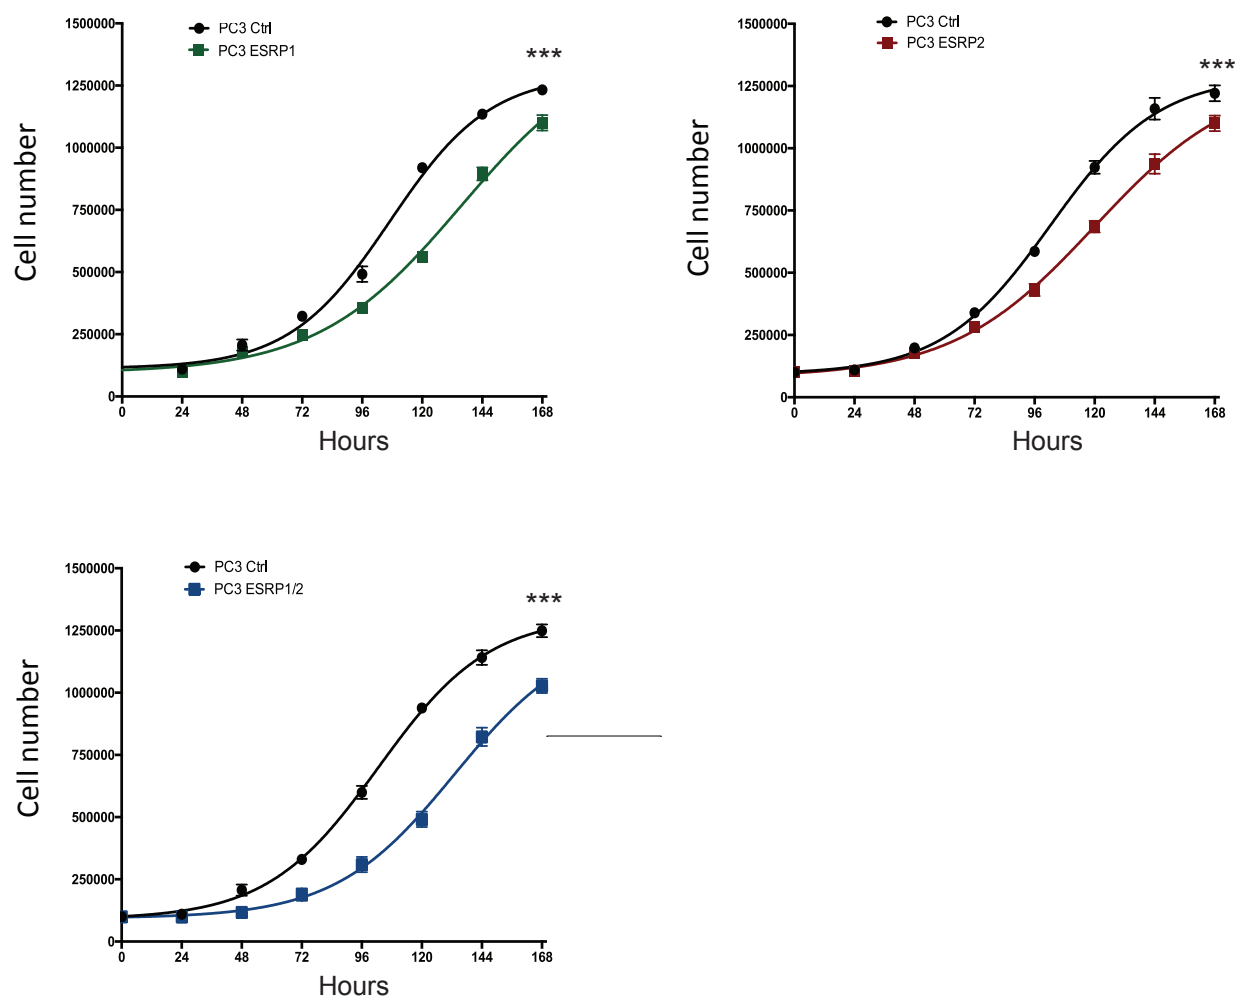 PC3 Ctrl
PC3 ESRP1
***
1500000
1250000
1000000
750000
500000
250000
0
Cell number
0 24 48 72 96 120 144 168
Hours
PC3 Ctrl
PC3 ESRP2
***
1500000
1250000
1000000
750000
500000
250000
0
Cell number
0 24 48 72 96 120 144 168
Hours
PC3 Ctrl
PC3 ESRP1/2
***
1500000
1250000
1000000
750000
500000
250000
0
Cell number
0 24 48 72 96 120 144 168
Hours